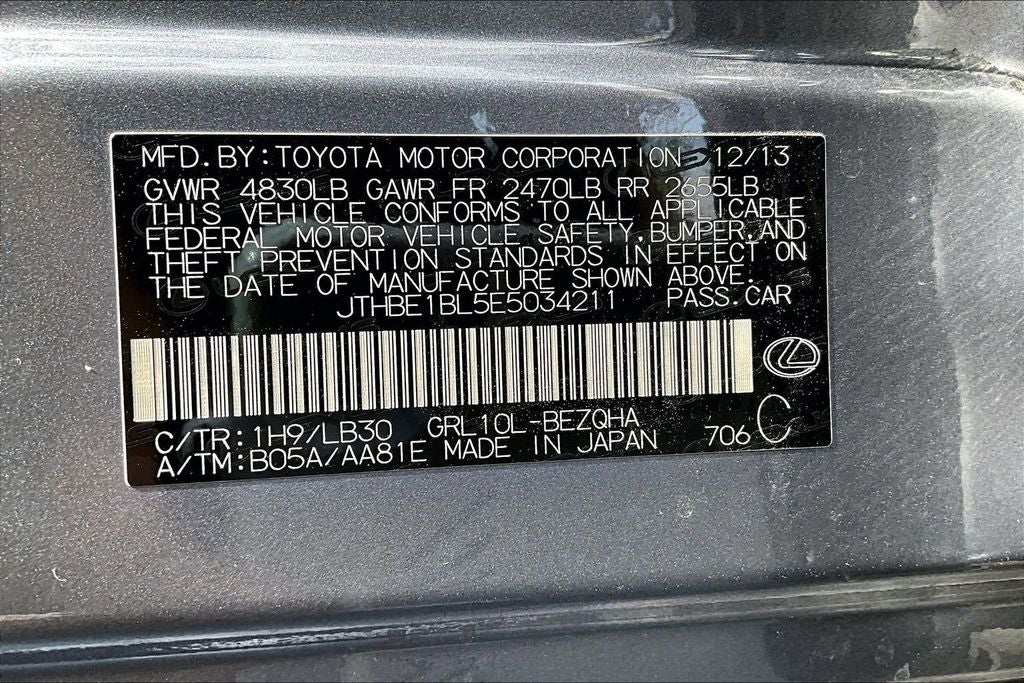 MFD.BY:TOYOTA MOTOR CORPORATION 12/13
GVWR 4830LB GAWR FR 2470LB RR 2655LB
THIS VEHICLE CONFORMS TO ALL APPLICABLE
FEDERAL MOTOR VEHICLE SAFETY,BUMPER,AND
THEFT PREVENTION STANDARDS IN EFFECT ON
THE DATE OF MANUFACTURE SHOWN ABOVE.
JTHBE1BL5E5034211 PASS.CAR
C/TR:1H9/LB30 GRL10L-BEZQHA
A/TM:B05A/AA81E MADE IN JAPAN 706 C